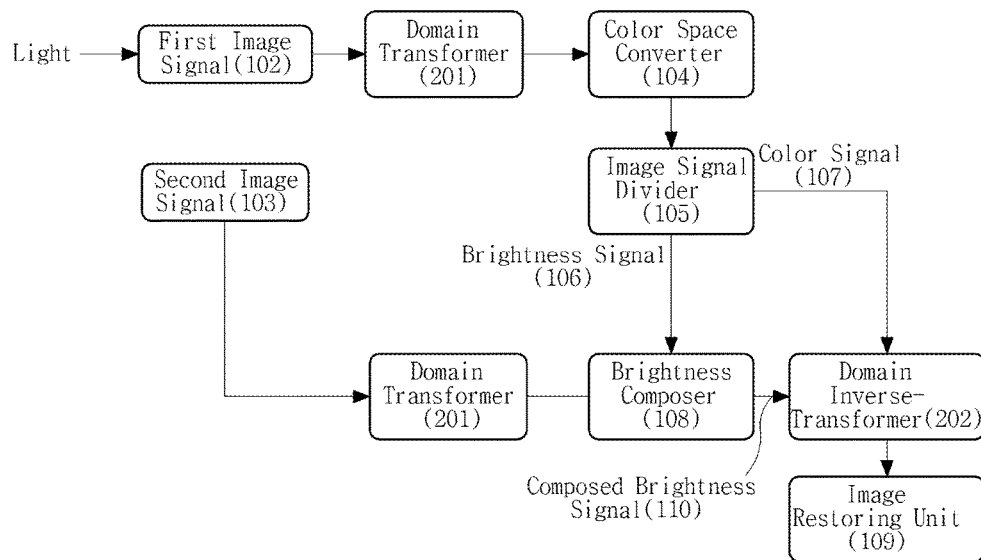 Light
First Image
Signal(102)
Domain
Transformer
(201)
Color Space
Converter
(104)
Second Image
Signal(103)
Image Signal
Divider
(105)
Color Signal
(107)
Brightness Signal
(106)
Domain
Transformer
(201)
Brightness
Composer
(108)
Domain
Inverse-
Transformer(202)
Composed Brightness
Signal(110)
Image
Restoring Unit
(109)